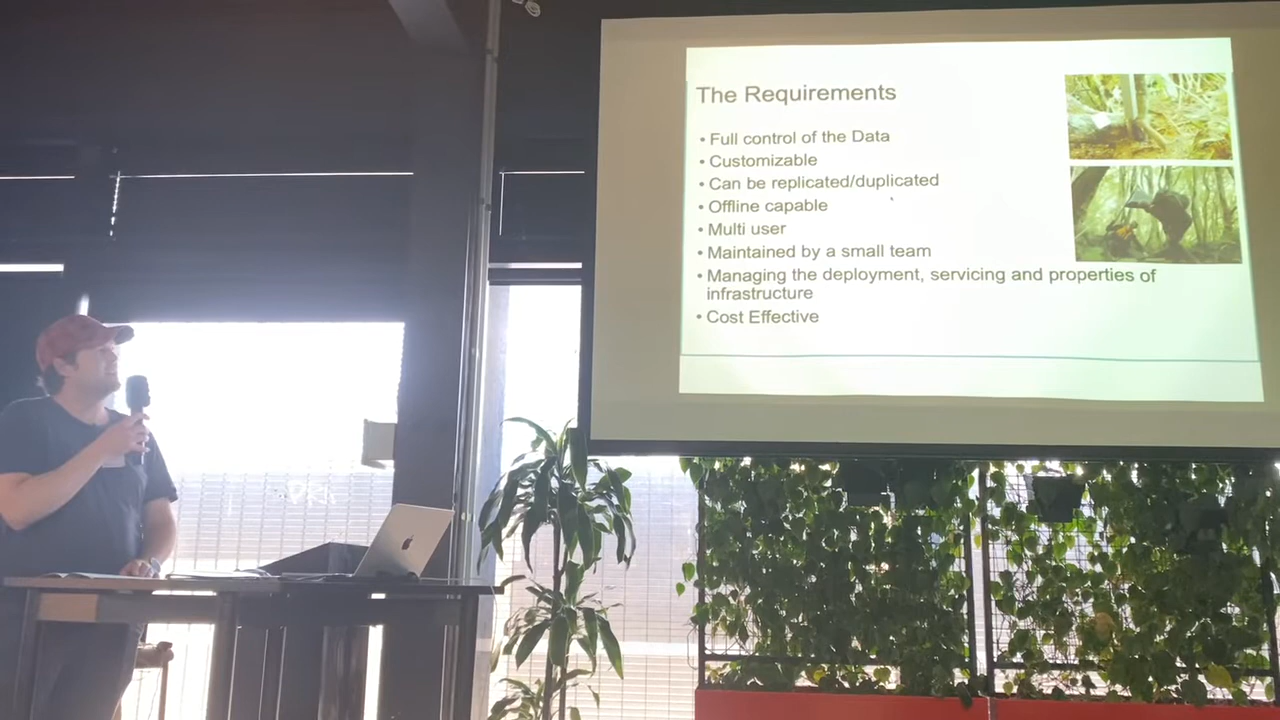 The Requirements
• Full control of the Data
• Customizable
• Can be replicated/duplicated
• Offline capable
• Multi user
• Maintained by a small team
• Managing the deployment, servicing and properties of
infrastructure
• Cost Effective